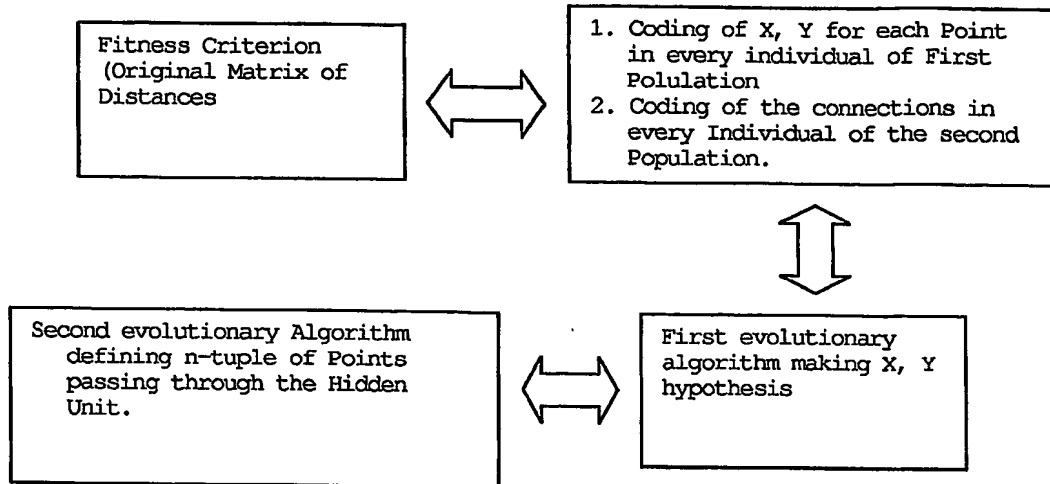 Fitness Criterion
(Original Matrix of
Distances
1. Coding of X, Y for each Point
in every individual of First
Polulation
2. Coding of the connections in
every Individual of the second
Population.
Second evolutionary Algorithm
defining n-tuple of Points
passing through the Hidden
Unit.
First evolutionary
algorithm making X, Y
hypothesis